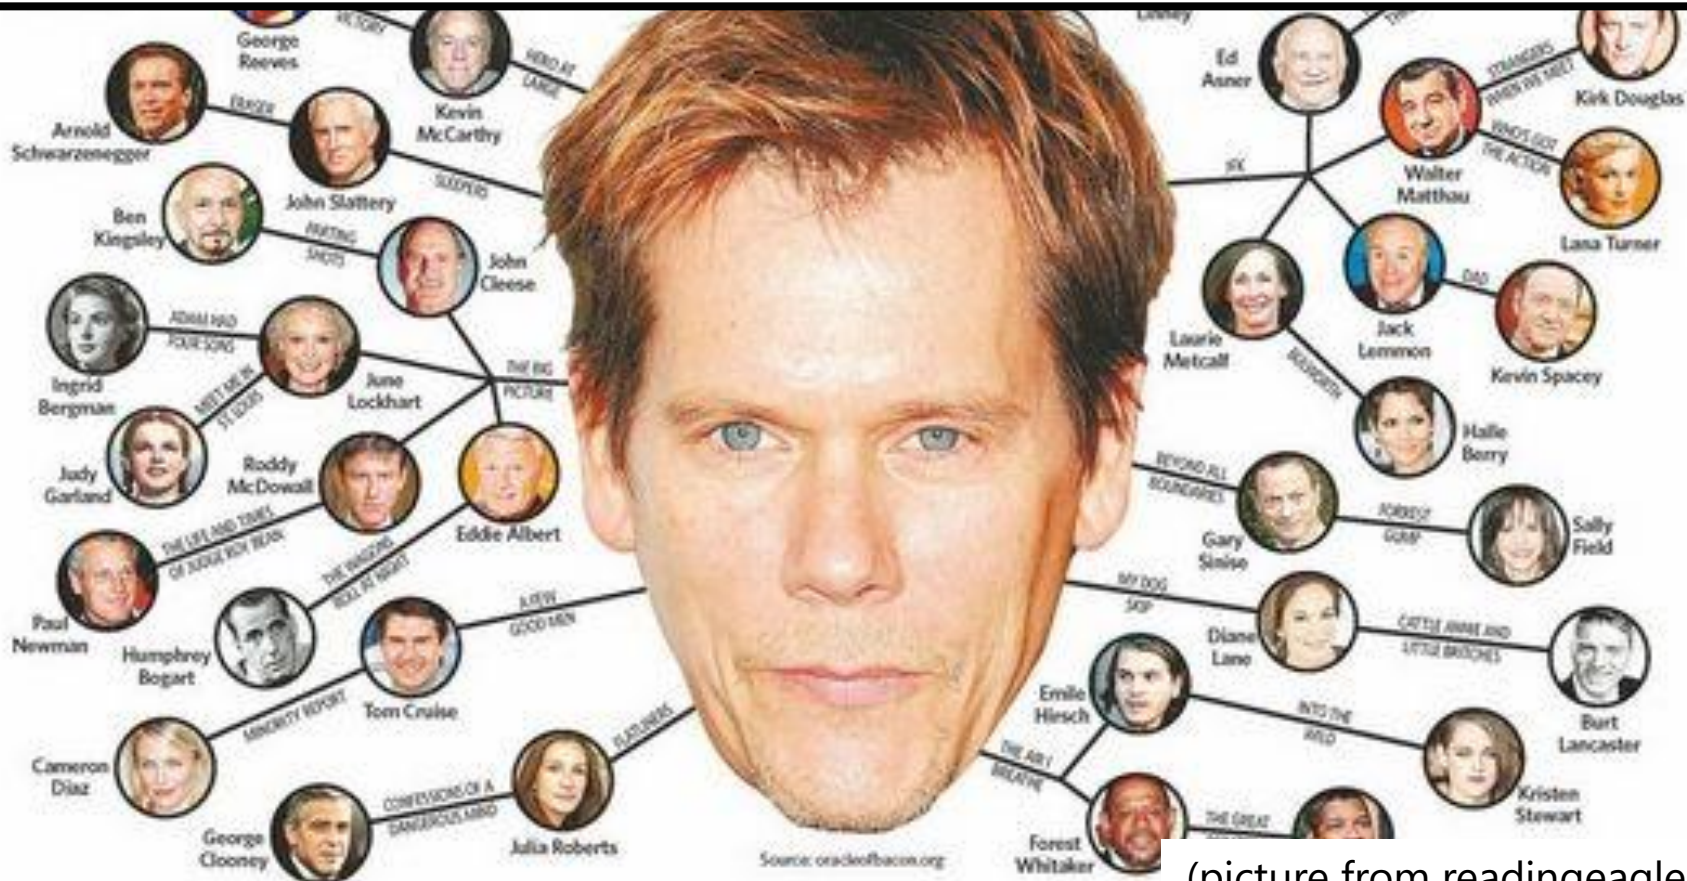 Linney
VICTORY
George
Reeves
HERO AT
LARGE
Kevin
McCarthy
ERASER
Arnold
Schwarzenegger
SLEEPERS
John Slattery
Ben
Kingsley
PARTING
SHOTS
John
Cleese
ADAM HAD
FOUR SONS
Ingrid
Bergman
MEET ME IN
ST LOUIS
June
Lockhart
THE BIG
PICTURE
Judy
Garland
Roddy
McDowall
Eddie Albert
THE LIFE AND TIMES
OF JUDGE ROY BEAN
THE WAGONS
ROLL AT NIGHT
Paul
Newman
Humphrey
Bogart
A FEW
GOOD MEN
Tom Cruise
MINORITY REPORT
Cameron
Diaz
FLATLINERS
CONFESSIONS OF A
DANGEROUS MIND
George
Clooney
Julia Roberts
Ed
Asner
STRANGERS
WHEN WE MEET
Kirk Douglas
WHO'S GOT
THE ACTION
JFK
Walter
Matthau
Lana Turner
Laurie
Metcalf
Jack
Lemmon
DAD
Kevin Spacey
BULWORTH
Halle
Berry
BEYOND ALL
BOUNDARIES
Gary
Sinise
FORREST
GUMP
Sally
Field
MY DOG
SKIP
Diane
Lane
CATTLE ANNIE AND
LITTLE BRITCHES
Burt
Lancaster
Emile
Hirsch
INTO THE
WILD
Kristen
Stewart
THE AIR I
BREATHE
Forest
Whitaker
THE GREAT
Source: oracleofbacon.org
(picture from readingeagle